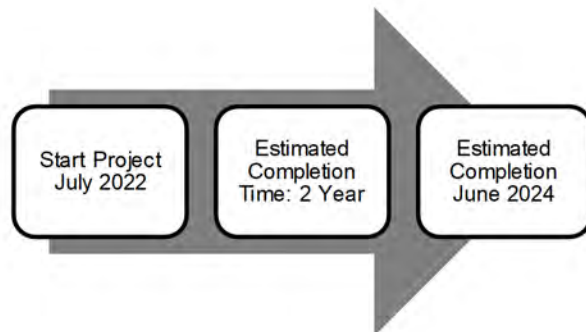 Start Project
July 2022
Estimated
Completion
Time: 2 Year
Estimated
Completion
June 2024